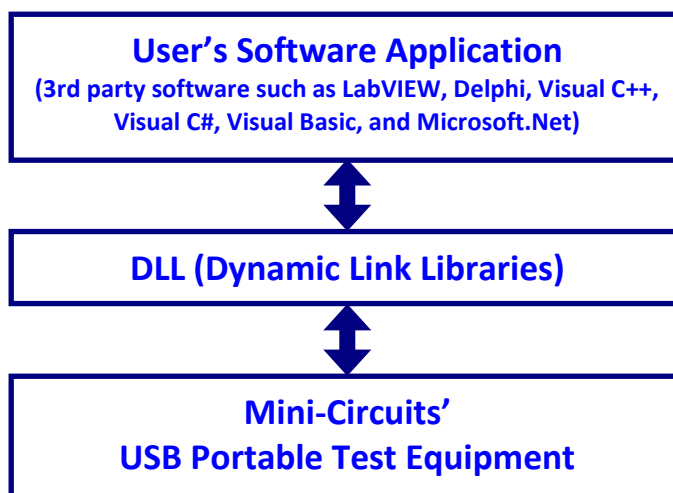 User’s Software Application
(3rd party software such as LabVIEW, Delphi, Visual C++,
Visual C#, Visual Basic, and Microsoft.Net)
DLL (Dynamic Link Libraries)
Mini-Circuits’
USB Portable Test Equipment